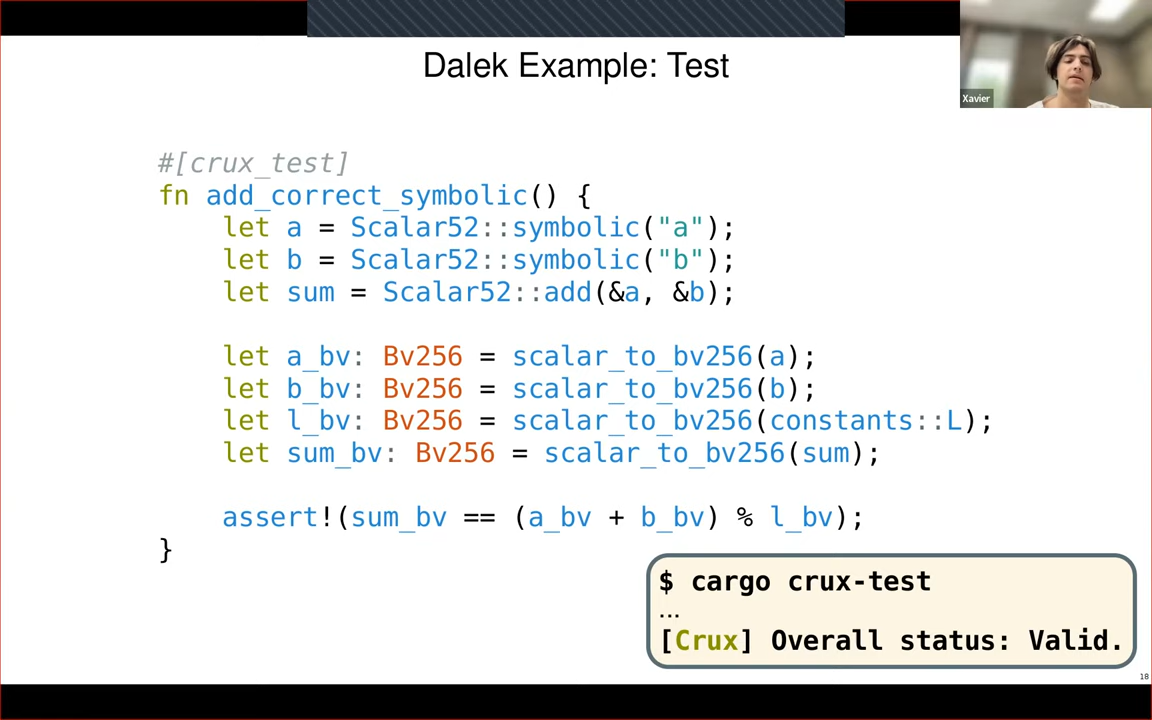 Dalek Example: Test
Xavier
#[crux_test]
fn add_correct_symbolic() {
    let a = Scalar52::symbolic("a");
    let b = Scalar52::symbolic("b");
    let sum = Scalar52::add(&a, &b);
    let a_bv: Bv256 = scalar_to_bv256(a);
    let b_bv: Bv256 = scalar_to_bv256(b);
    let l_bv: Bv256 = scalar_to_bv256(constants::L);
    let sum_bv: Bv256 = scalar_to_bv256(sum);
    assert!(sum_bv == (a_bv + b_bv) % l_bv);
}
$ cargo crux-test
...
[Crux] Overall status: Valid.
18